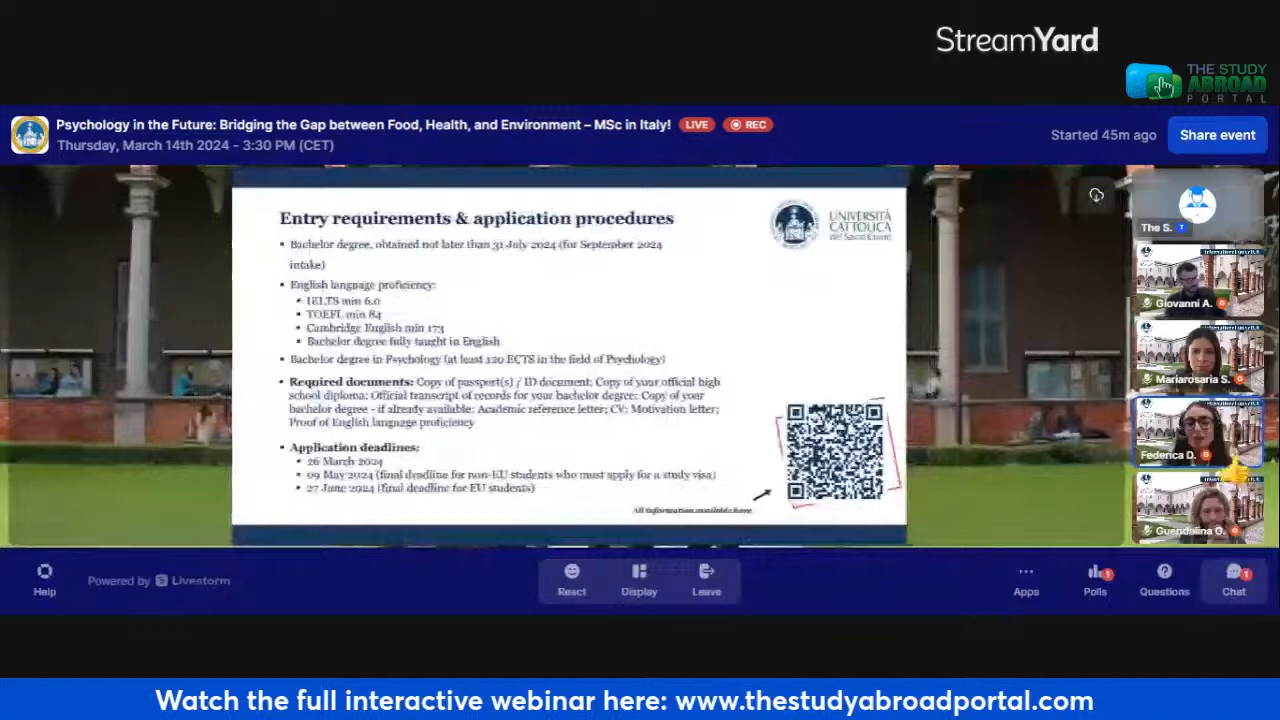 StreamYard
THE STUDY
ABROAD
PORTAL
Psychology in the Future: Bridging the Gap between Food, Health, and Environment – MSc in Italy! LIVE REC
Thursday, March 14th 2024 - 3:30 PM (CET)
Started 45m ago
Share event
Entry requirements & application procedures
UNIVERSITÀ
CATTOLICA
del Sacro Cuore
• Bachelor degree, obtained not later than 31 July 2024 (for September 2024
intake)
• English language proficiency:
• IELTS min 6.0
• TOEFL min 84
• Cambridge English min 173
• Bachelor degree fully taught in English
• Bachelor degree in Psychology (at least 120 ECTS in the field of Psychology)
• Required documents: Copy of passport(s) / ID document; Copy of your official high
school diploma; Official transcript of records for your bachelor degree; Copy of your
bachelor degree - if already available; Academic reference letter; CV; Motivation letter;
Proof of English language proficiency
• Application deadlines:
• 26 March 2024
• 09 May 2024 (final deadline for non-EU students who must apply for a study visa)
• 27 June 2024 (final deadline for EU students)
All information available here
The S. T
Giovanni A. G
Mariarosaria S. G
Federica D. G
Guendalina G. G
Help
Powered by Livestorm
React
Display
Leave
Apps
Polls 1
Questions
Chat 1
Watch the full interactive webinar here: www.thestudyabroadportal.com